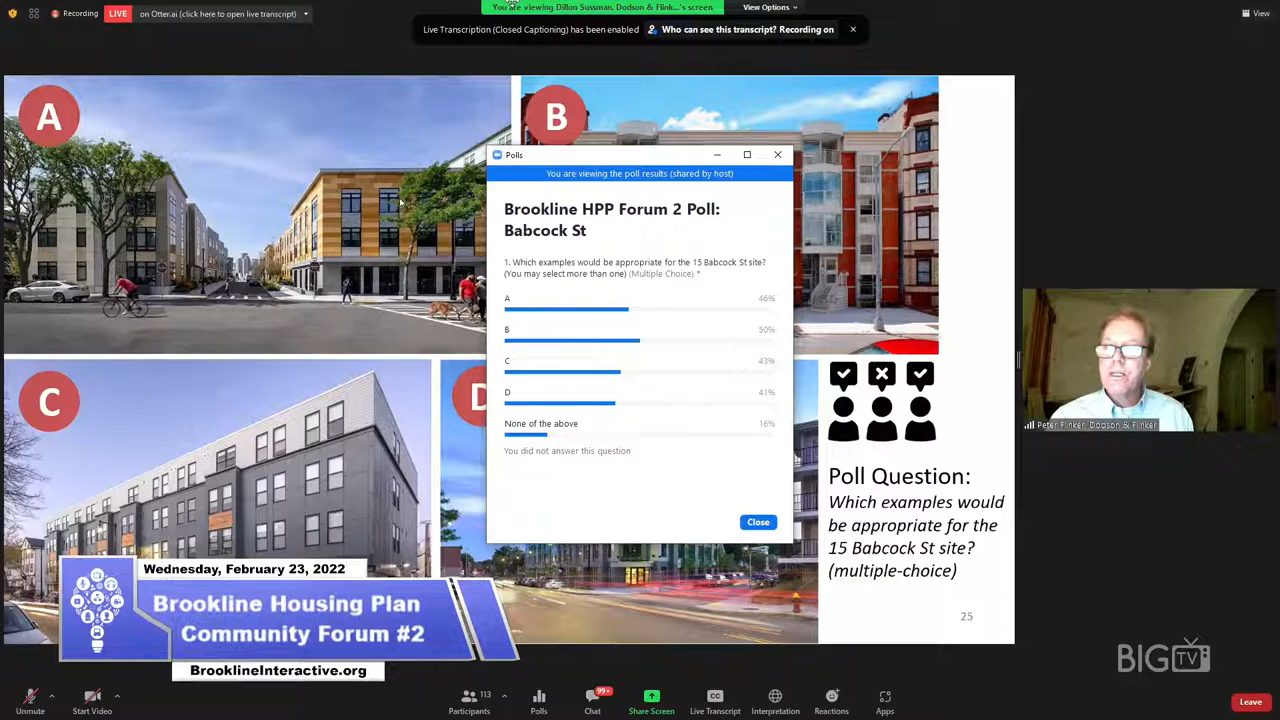 Recording
LIVE
on Otter.ai (click here to open live transcript)
You are viewing Dillon Sussman, Dodson & Flink...'s screen
View Options
View
Live Transcription (Closed Captioning) has been enabled
Who can see this transcript? Recording on
A
B
Polls
You are viewing the poll results (shared by host)
Brookline HPP Forum 2 Poll:
Babcock St
1. Which examples would be appropriate for the 15 Babcock St site?
(You may select more than one) (Multiple Choice) *
A 46%
B 50%
C 43%
D 41%
None of the above 16%
You did not answer this question
Close
C
D
Poll Question:
Which examples would
be appropriate for the
15 Babcock St site?
(multiple-choice)
25
Peter Flinker, Dodson & Flinker
Wednesday, February 23, 2022
Brookline Housing Plan
Community Forum #2
BrooklineInteractive.org
BIG TV
Unmute
Start Video
113
Participants
Polls
99+
Chat
Share Screen
CC
Live Transcript
Interpretation
Reactions
Apps
Leave